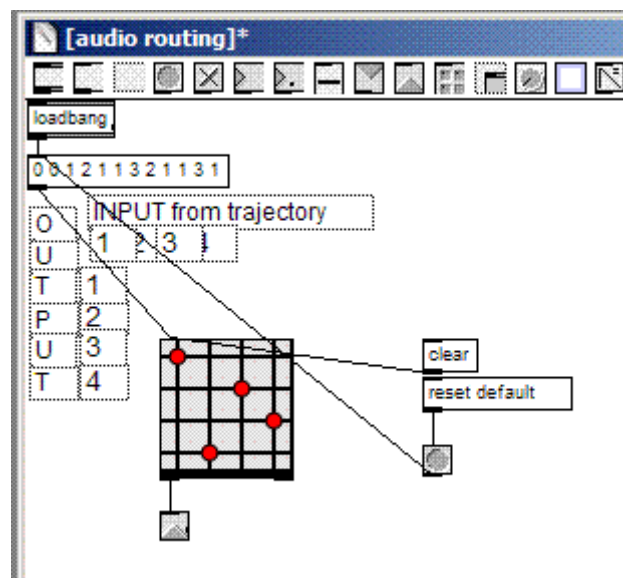 [audio routing]*
loadbang
0 0 1 2 1 1 3 2 1 1 3 1
INPUT from trajectory
1 2 3 4
O
U
T 1
P 2
U 3
T 4
clear
reset default